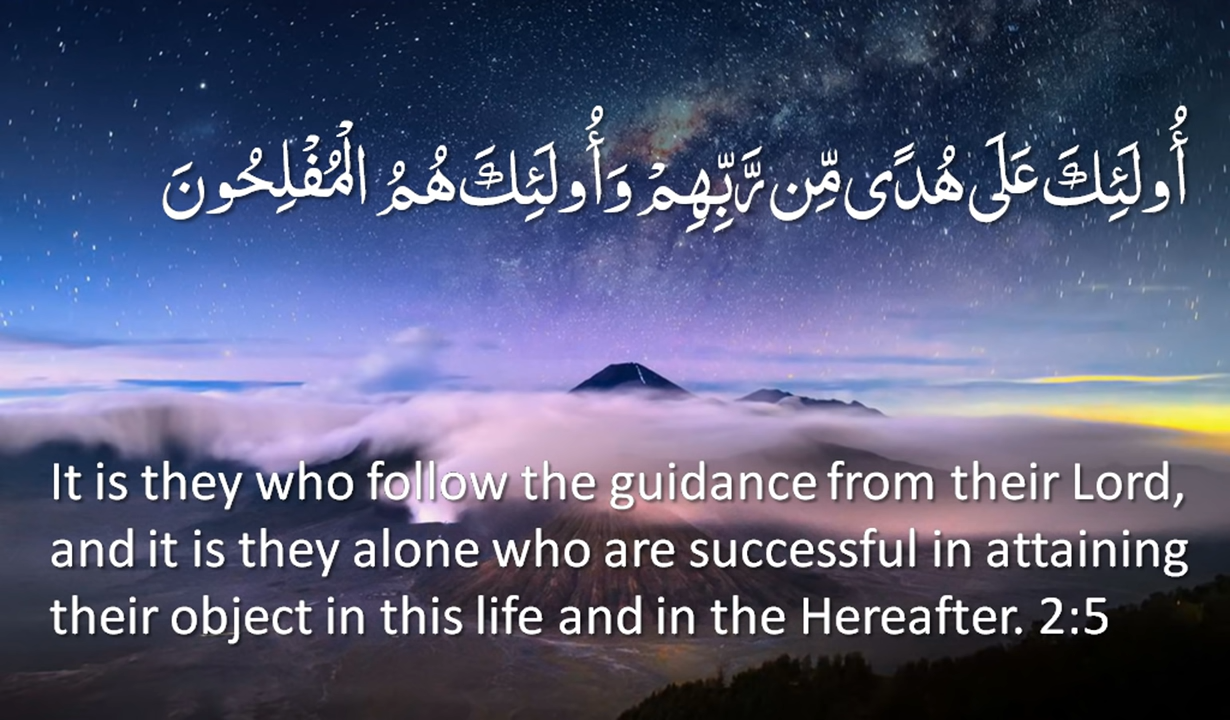 أُولَئِكَ عَلَى هُدًى مِّن رَّبِّهِمْ وَأُولَئِكَ هُمُ الْمُفْلِحُونَ
It is they who follow the guidance from their Lord,
and it is they alone who are successful in attaining
their object in this life and in the Hereafter. 2:5